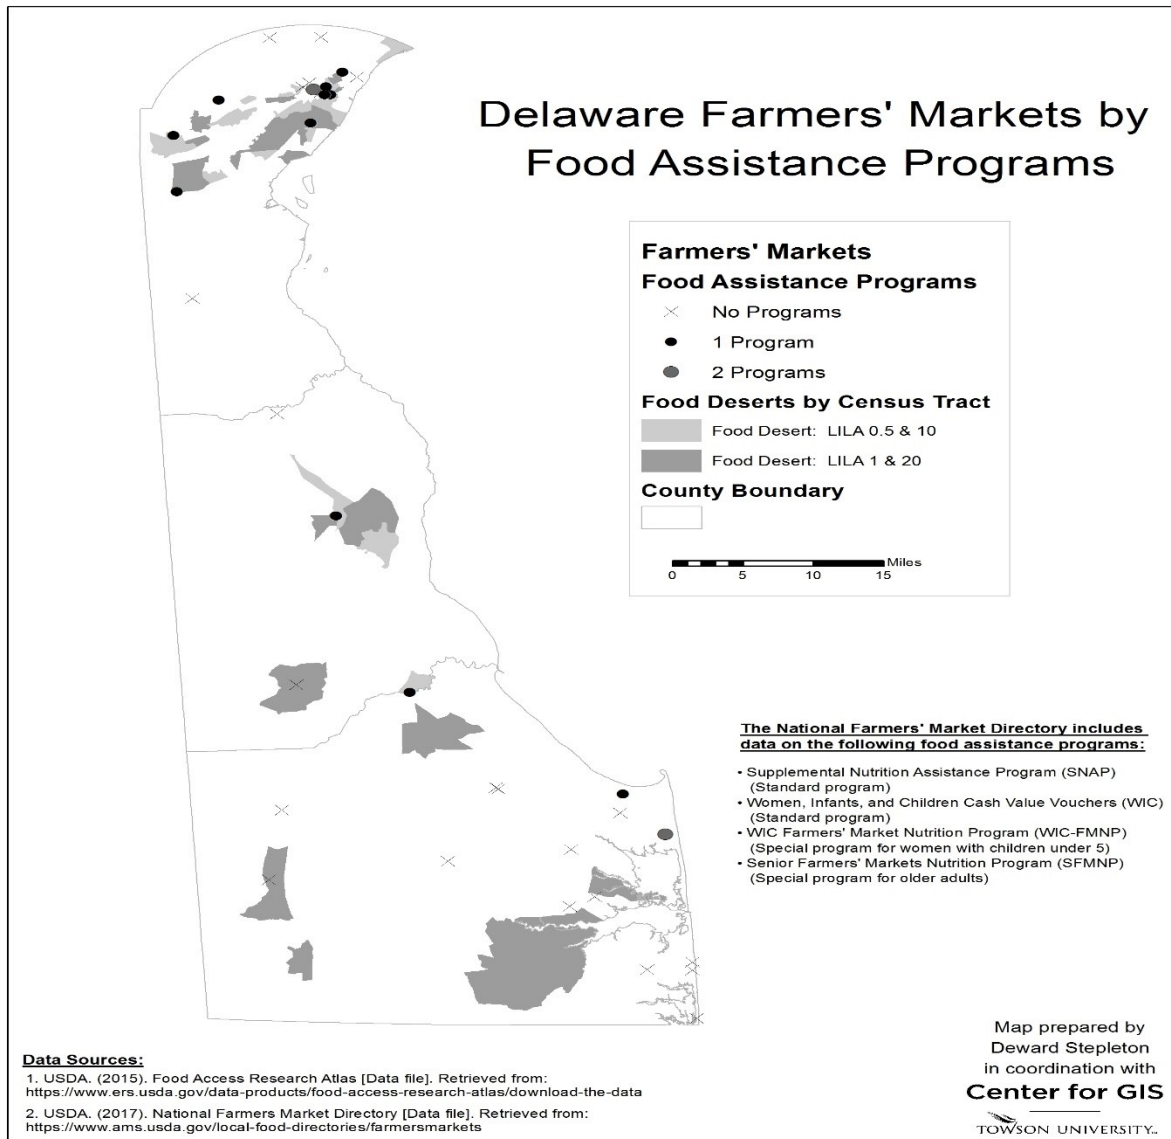 Delaware Farmers' Markets by
Food Assistance Programs
Farmers' Markets
Food Assistance Programs
No Programs
1 Program
2 Programs
Food Deserts by Census Tract
Food Desert: LILA 0.5 & 10
Food Desert: LILA 1 & 20
County Boundary
Miles
0 5 10 15
The National Farmers' Market Directory includes
data on the following food assistance programs:
• Supplemental Nutrition Assistance Program (SNAP)
(Standard program)
• Women, Infants, and Children Cash Value Vouchers (WIC)
(Standard program)
• WIC Farmers' Market Nutrition Program (WIC-FMNP)
(Special program for women with children under 5)
• Senior Farmers' Markets Nutrition Program (SFMNP)
(Special program for older adults)
Data Sources:
1. USDA. (2015). Food Access Research Atlas [Data file]. Retrieved from:
https://www.ers.usda.gov/data-products/food-access-research-atlas/download-the-data
2. USDA. (2017). National Farmers Market Directory [Data file]. Retrieved from:
https://www.ams.usda.gov/local-food-directories/farmersmarkets
Map prepared by
Deward Stepleton
in coordination with
Center for GIS
TOWSON UNIVERSITY™